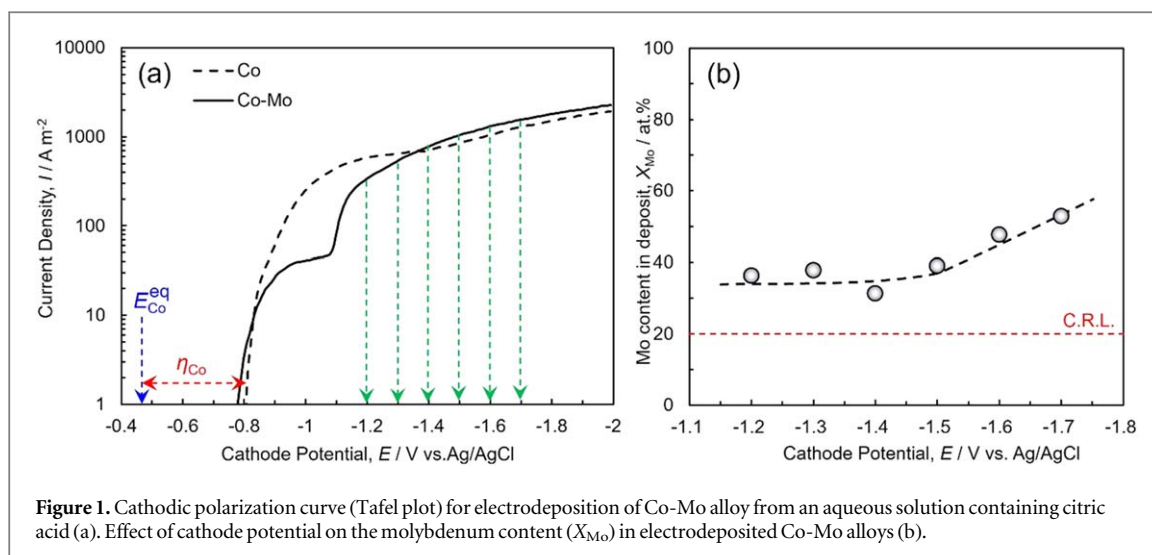 (a)
Co
Co-Mo
10000
1000
100
10
1
Current Density, I / A m⁻²
E_Co^eq
η_Co
-0.4 -0.6 -0.8 -1 -1.2 -1.4 -1.6 -1.8 -2
Cathode Potential, E / V vs.Ag/AgCl
(b)
100
80
60
40
20
0
Mo content in deposit, X_Mo / at.%
C.R.L.
-1.1 -1.2 -1.3 -1.4 -1.5 -1.6 -1.7 -1.8
Cathode Potential, E / V vs. Ag/AgCl
Figure 1. Cathodic polarization curve (Tafel plot) for electrodeposition of Co-Mo alloy from an aqueous solution containing citric
acid (a). Effect of cathode potential on the molybdenum content (X_Mo) in electrodeposited Co-Mo alloys (b).